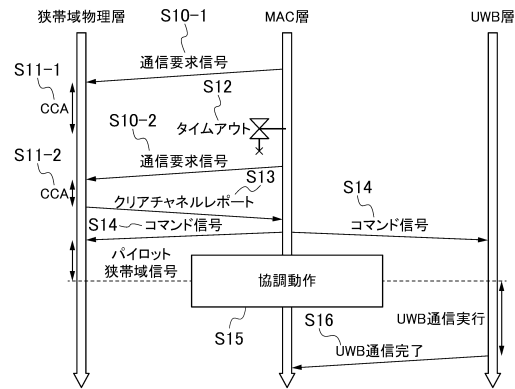 狭帯域物理層
S10-1
MAC層
UWB層
通信要求信号
S11-1
CCA
S12
タイムアウト
S10-2
通信要求信号
S11-2
CCA
S13
クリアチャネルレポート
S14
コマンド信号
S14
コマンド信号
パイロット
狭帯域信号
協調動作
S15
S16
UWB通信実行
UWB通信完了